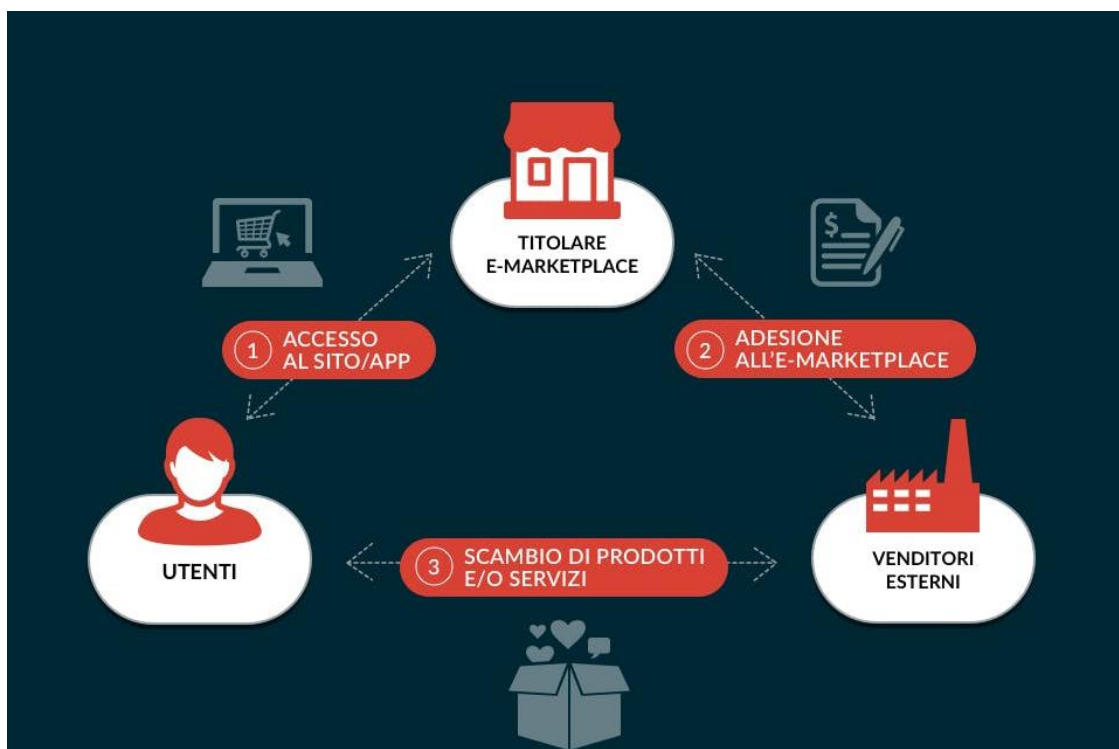 TITOLARE
E-MARKETPLACE
$
1 ACCESSO
AL SITO/APP
2 ADESIONE
ALL'E-MARKETPLACE
UTENTI
3 SCAMBIO DI PRODOTTI
E/O SERVIZI
VENDITORI
ESTERNI